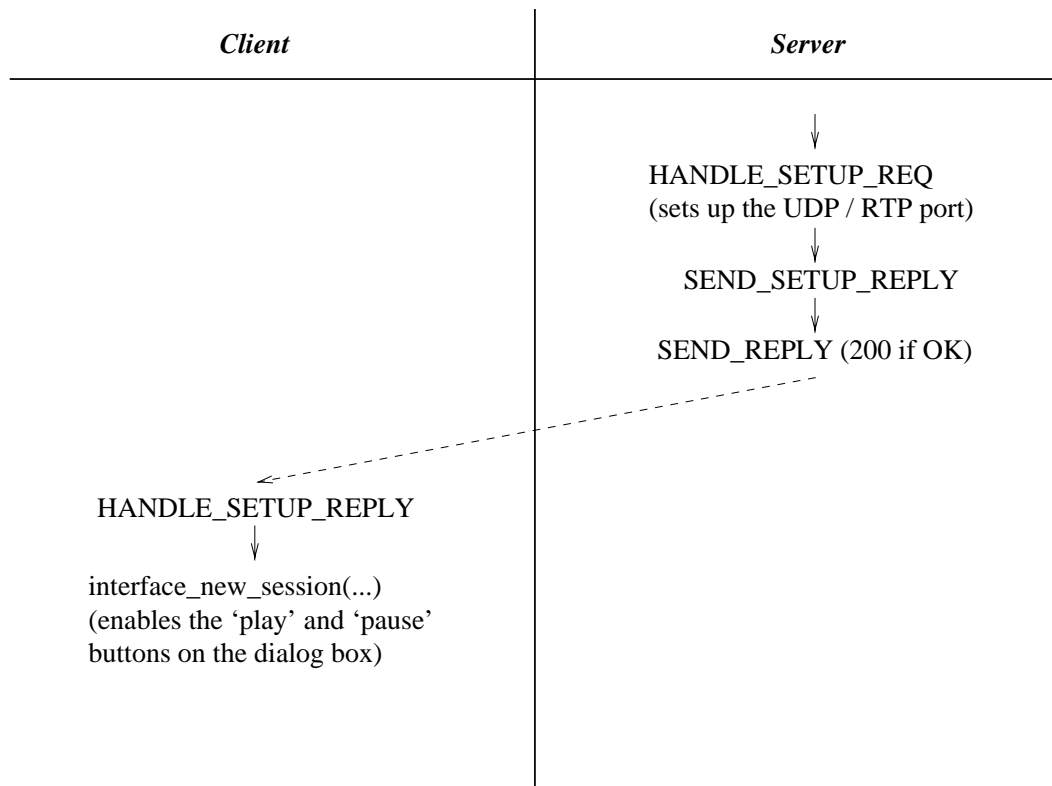 Client
Server
HANDLE_SETUP_REQ
(sets up the UDP / RTP port)
SEND_SETUP_REPLY
SEND_REPLY (200 if OK)
HANDLE_SETUP_REPLY
interface_new_session(...)
(enables the ‘play’ and ‘pause’
buttons on the dialog box)